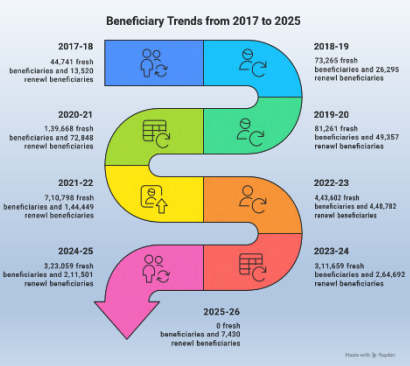 Beneficiary Trends from 2017 to 2025
2017-18
44,741 fresh
beneficiaries and 13,520
renewl beneficiaries
2018-19
73,265 fresh
beneficiaries and 26,295
renewl beneficiaries
2020-21
1,39,668 fresh
beneficiaries and 72,848
renewl beneficiaries
2019-20
81,261 fresh
beneficiaries and 49,357
renewl beneficiaries
2021-22
7,10,798 fresh
beneficiaries and 1,44,449
renewl beneficiaries
2022-23
4,43,602 fresh
beneficiaries and 4,48,782
renewl beneficiaries
2024-25
3,23,059 fresh
beneficiaries and 2,11,501
renewl beneficiaries
2023-24
3,11,659 fresh
beneficiaries and 2,64,692
renewl beneficiaries
2025-26
0 fresh
beneficiaries and 7,430
renewl beneficiaries
Made with Napkin